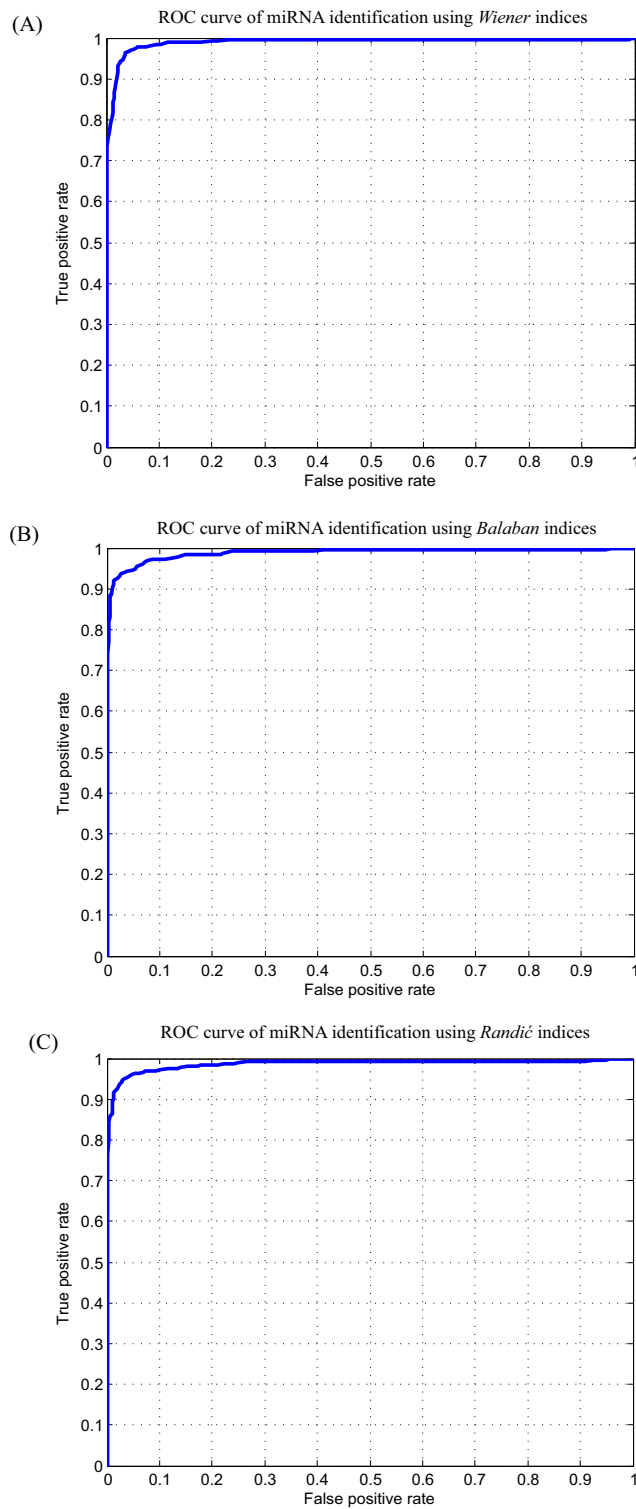 (A)
ROC curve of miRNA identification using Wiener indices
1
0.9
0.8
0.7
0.6
0.5
0.4
0.3
0.2
0.1
0
True positive rate
0 0.1 0.2 0.3 0.4 0.5 0.6 0.7 0.8 0.9 1
False positive rate
(B)
ROC curve of miRNA identification using Balaban indices
1
0.9
0.8
0.7
0.6
0.5
0.4
0.3
0.2
0.1
0
True positive rate
0 0.1 0.2 0.3 0.4 0.5 0.6 0.7 0.8 0.9 1
False positive rate
(C)
ROC curve of miRNA identification using Randić indices
1
0.9
0.8
0.7
0.6
0.5
0.4
0.3
0.2
0.1
0
True positive rate
0 0.1 0.2 0.3 0.4 0.5 0.6 0.7 0.8 0.9 1
False positive rate